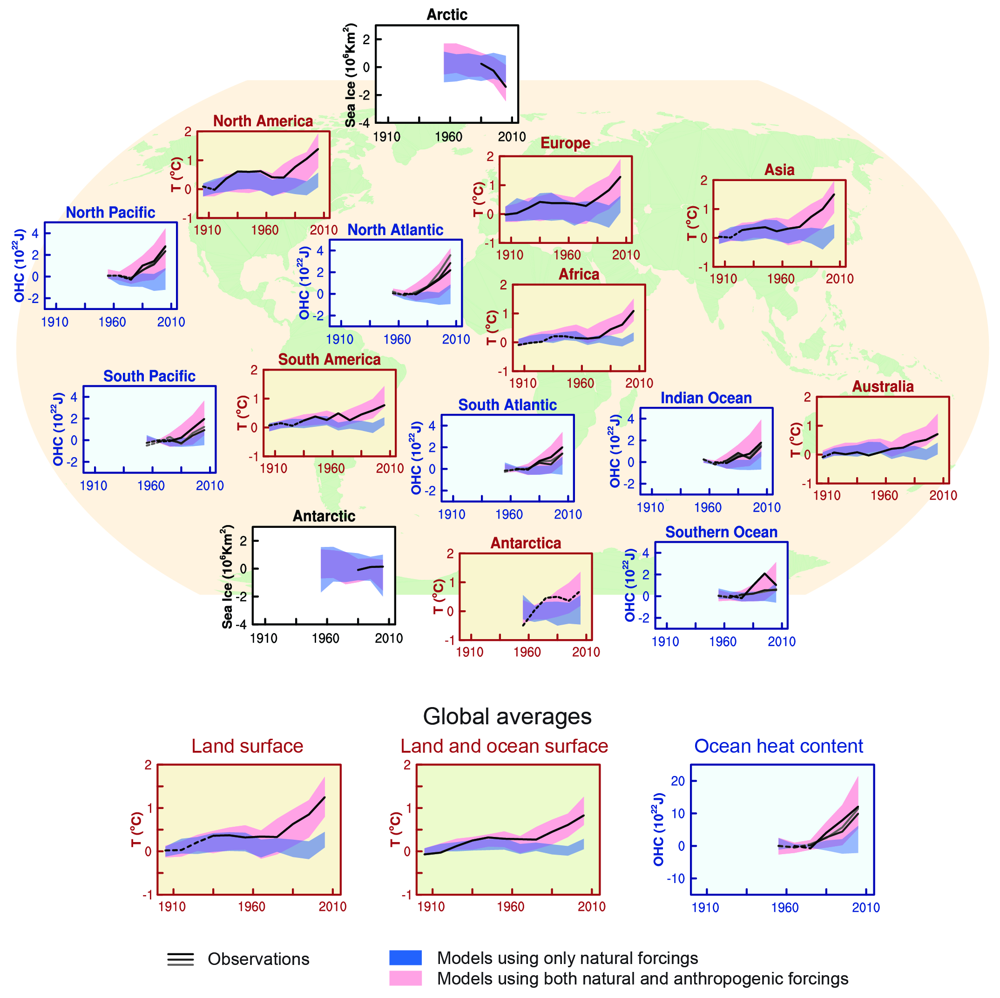 Arctic
Sea Ice (10⁶Km²)
2
0
-2
-4
1910 1960 2010
North America
T (°C)
2
1
0
-1
1910 1960 2010
Europe
T (°C)
2
1
0
-1
1910 1960 2010
Asia
T (°C)
2
1
0
-1
1910 1960 2010
North Pacific
OHC (10²²J)
4
2
0
-2
1910 1960 2010
North Atlantic
OHC (10²²J)
4
2
0
-2
1910 1960 2010
Africa
T (°C)
2
1
0
-1
1910 1960 2010
South Pacific
OHC (10²²J)
4
2
0
-2
1910 1960 2010
South America
T (°C)
2
1
0
-1
1910 1960 2010
South Atlantic
OHC (10²²J)
4
2
0
-2
1910 1960 2010
Indian Ocean
OHC (10²²J)
4
2
0
-2
1910 1960 2010
Australia
T (°C)
2
1
0
-1
1910 1960 2010
Antarctic
Sea Ice (10⁶Km²)
2
0
-2
-4
1910 1960 2010
Antarctica
T (°C)
2
1
0
-1
1910 1960 2010
Southern Ocean
OHC (10²²J)
4
2
0
-2
1910 1960 2010
Global averages
Land surface
T (°C)
2
1
0
-1
1910 1960 2010
Land and ocean surface
T (°C)
2
1
0
-1
1910 1960 2010
Ocean heat content
OHC (10²²J)
20
10
0
-10
1910 1960 2010
Observations
Models using only natural forcings
Models using both natural and anthropogenic forcings